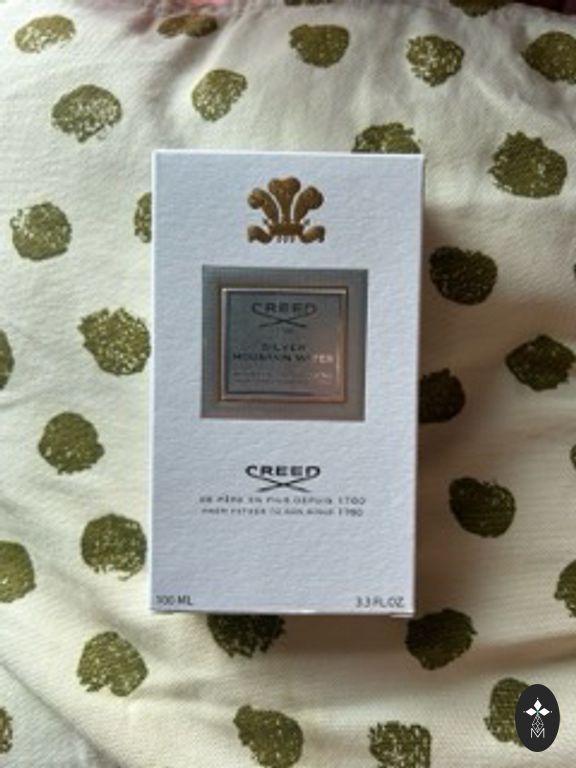 CREED
SILVER
MOUNTAIN WATER
CREED
DE PÈRE EN FILS DEPUIS 1760
FROM FATHER TO SON SINCE 1760
100 ML
3.3 FL.OZ.
M